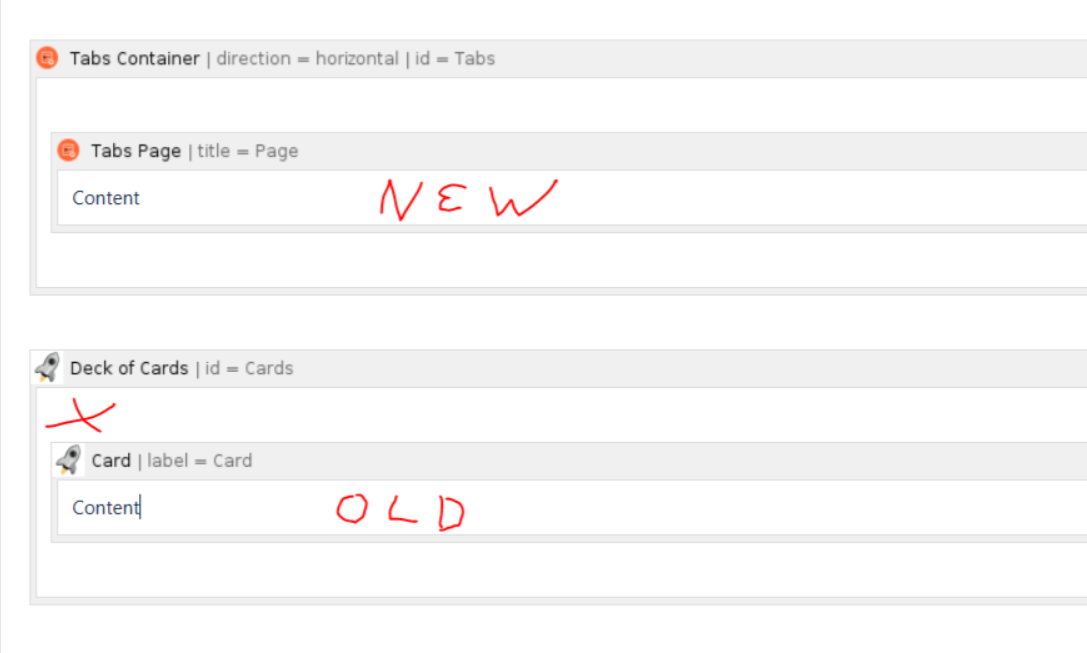 Tabs Container | direction = horizontal | id = Tabs
Tabs Page | title = Page
Content NEW
Deck of Cards | id = Cards
Card | label = Card
Content OLD